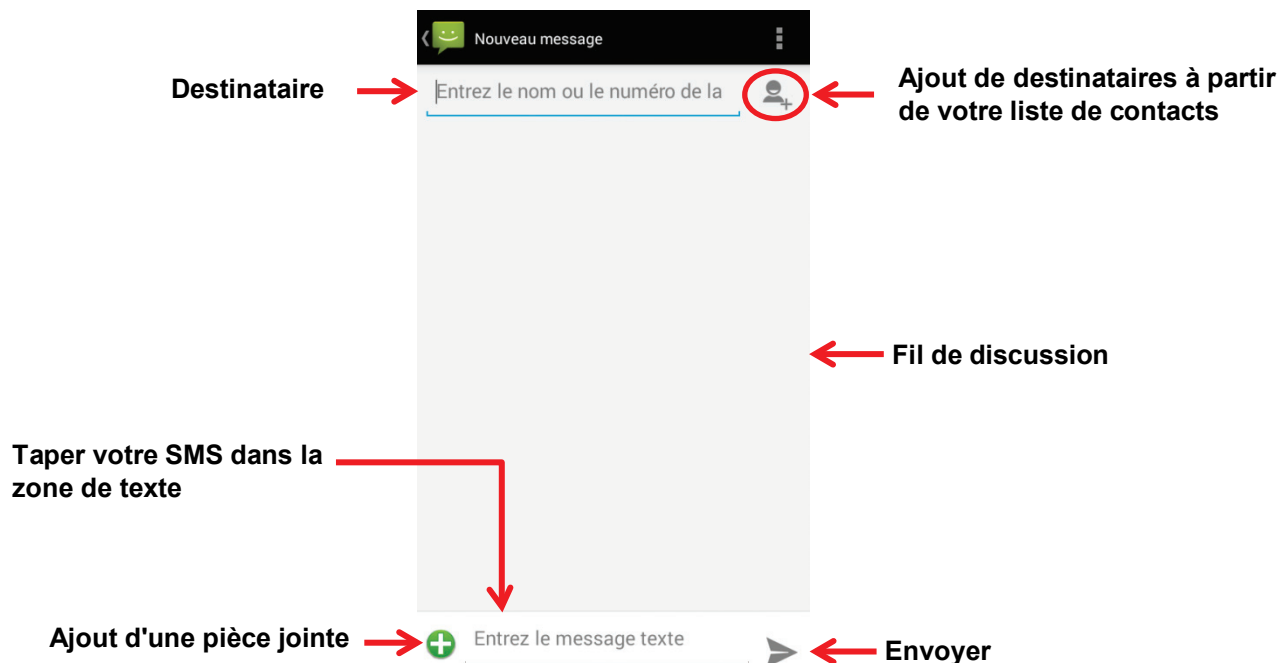 Nouveau message
Destinataire
Entrez le nom ou le numéro de la
Ajout de destinataires à partir
de votre liste de contacts
Fil de discussion
Taper votre SMS dans la
zone de texte
Ajout d'une pièce jointe
Entrez le message texte
Envoyer